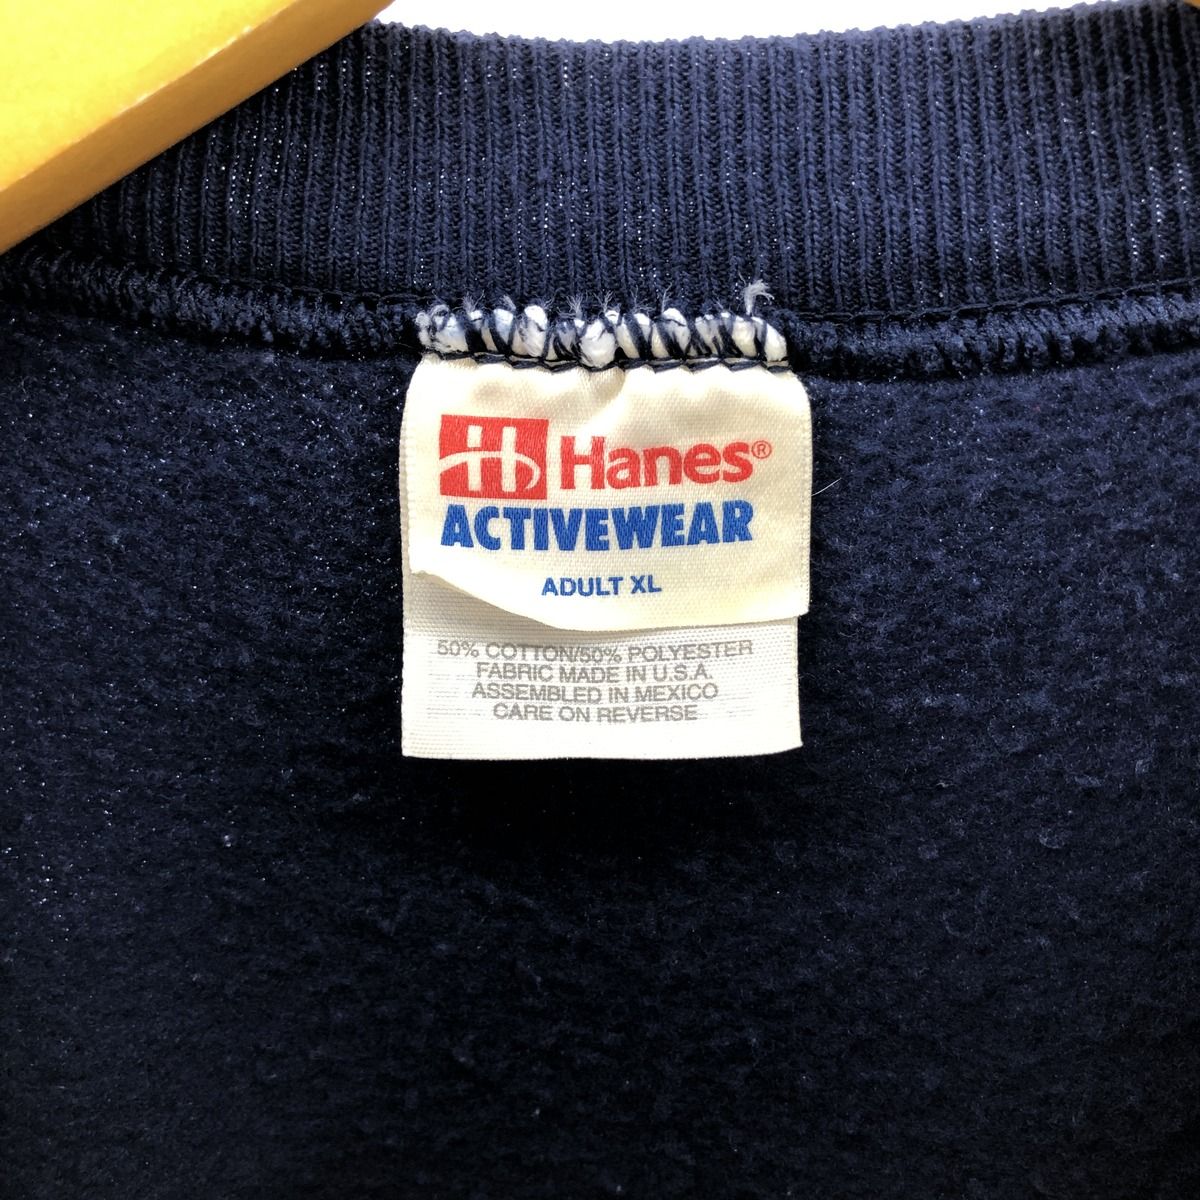 H Hanes®
ACTIVEWEAR
ADULT XL
50% COTTON/50% POLYESTER
FABRIC MADE IN U.S.A.
ASSEMBLED IN MEXICO
CARE ON REVERSE